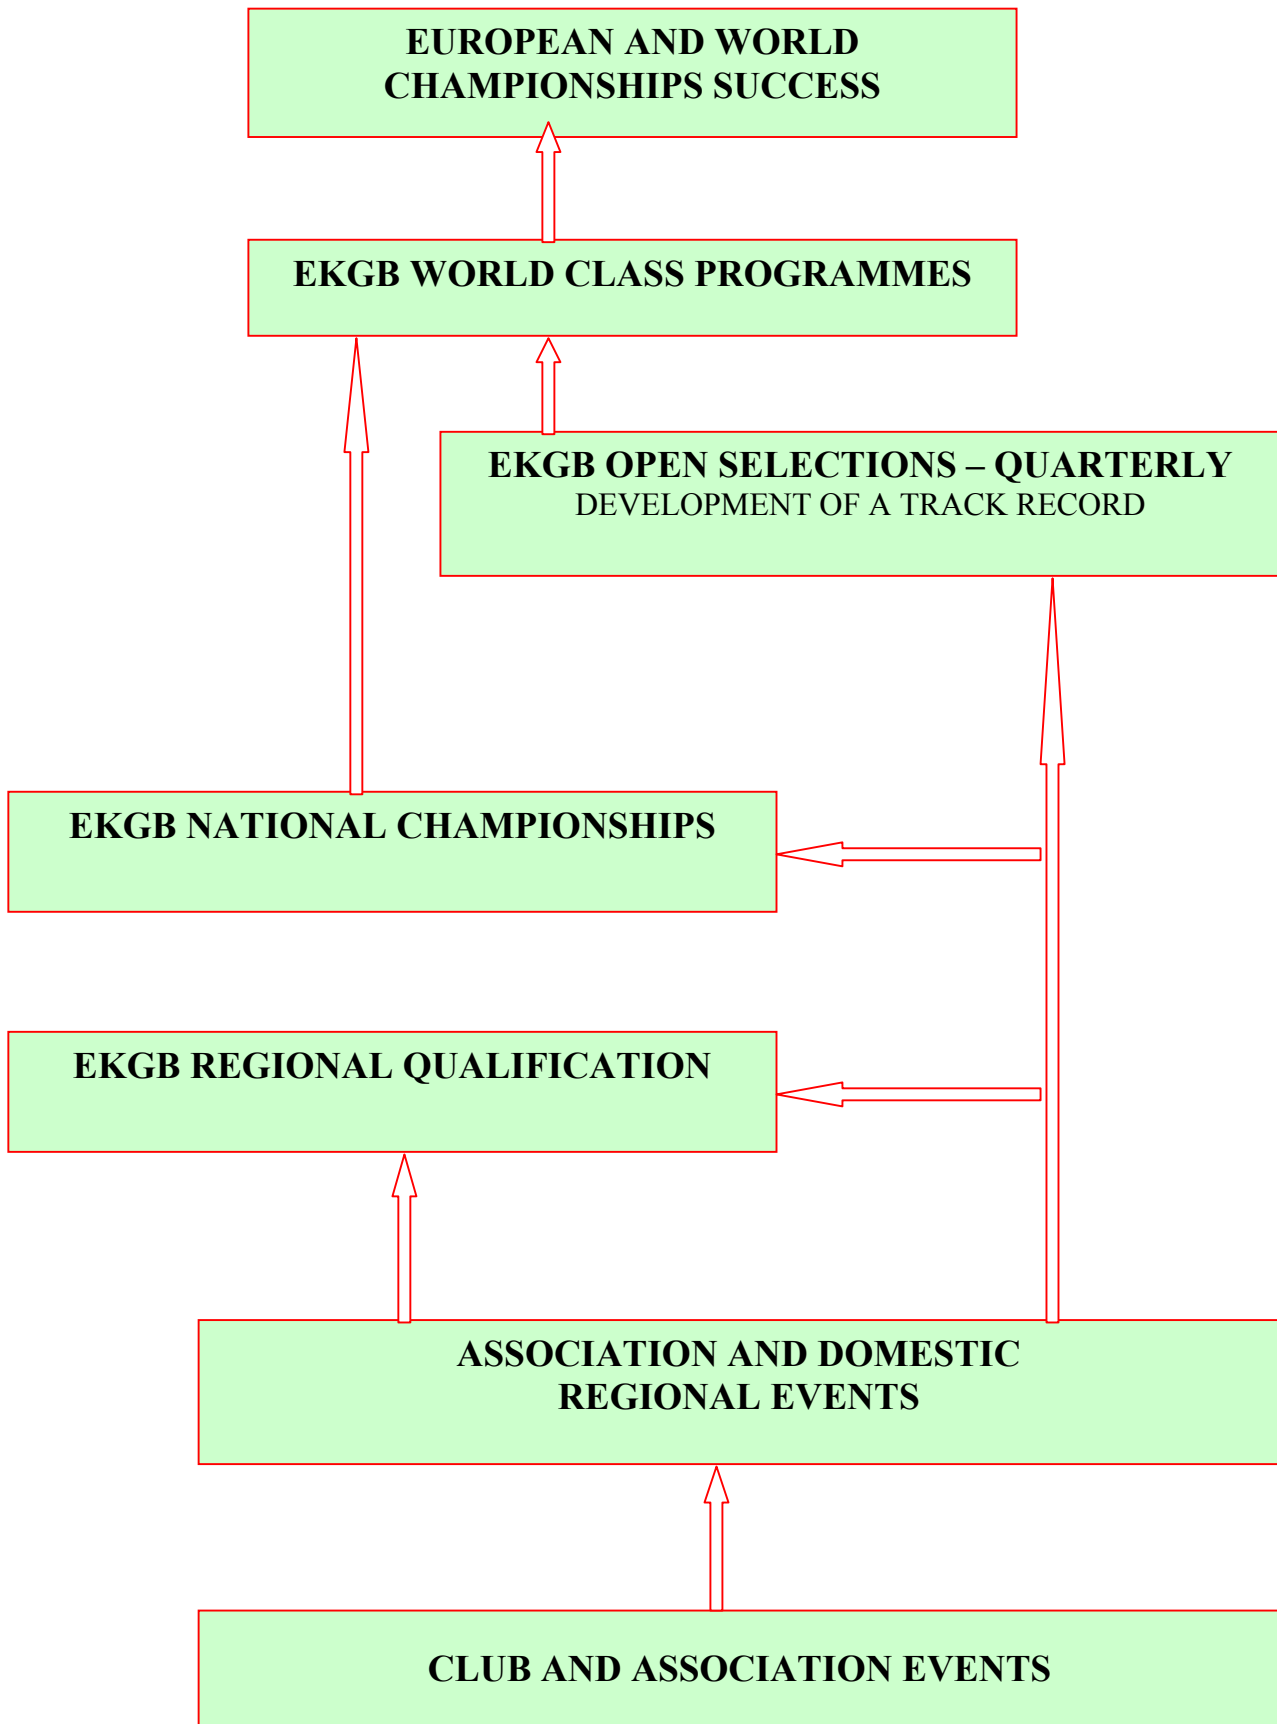 EUROPEAN AND WORLD
CHAMPIONSHIPS SUCCESS
EKGB WORLD CLASS PROGRAMMES
EKGB OPEN SELECTIONS – QUARTERLY
DEVELOPMENT OF A TRACK RECORD
EKGB NATIONAL CHAMPIONSHIPS
EKGB REGIONAL QUALIFICATION
ASSOCIATION AND DOMESTIC
REGIONAL EVENTS
CLUB AND ASSOCIATION EVENTS